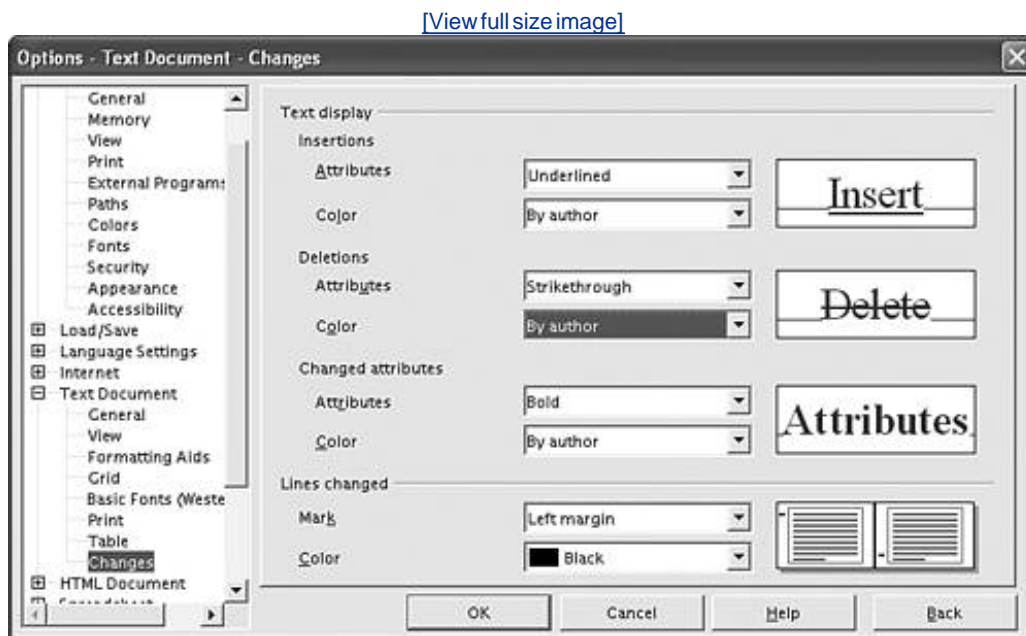 [View full size image]
Options - Text Document - Changes
General
Memory
View
Print
External Programs
Paths
Colors
Fonts
Security
Appearance
Accessibility
Load/Save
Language Settings
Internet
Text Document
General
View
Formatting Aids
Grid
Basic Fonts (Weste
Print
Table
Changes
HTML Document
Spreadsheet
Text display
Insertions
Attributes Underlined
Color By author
Insert
Deletions
Attributes Strikethrough
Color By author
Delete
Changed attributes
Attributes Bold
Color By author
Attributes
Lines changed
Mark Left margin
Color Black
OK Cancel Help Back